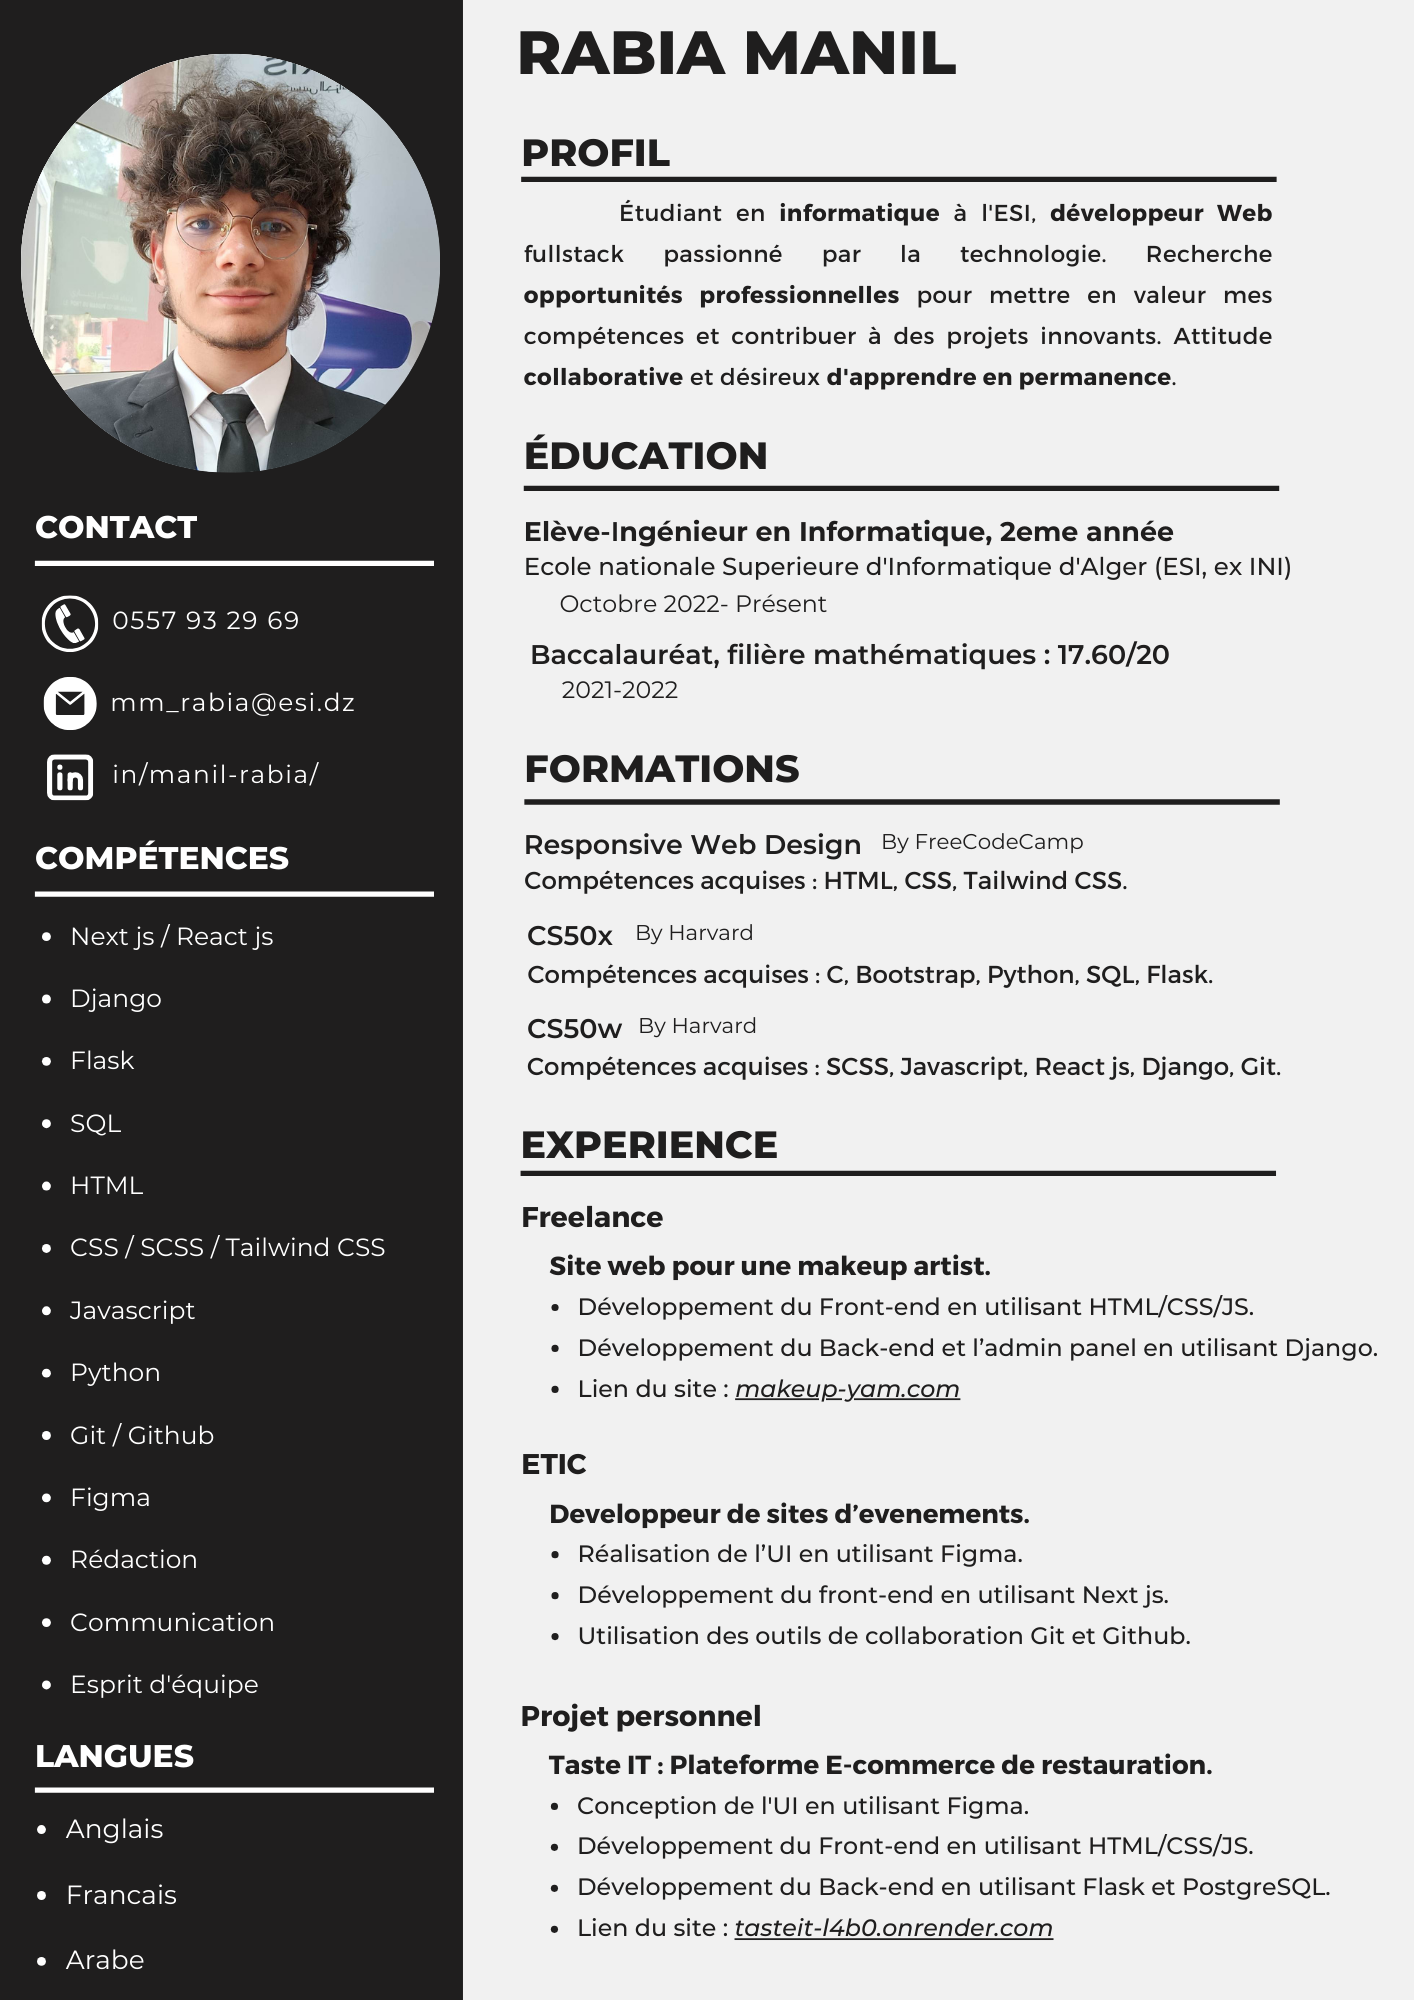 RABIA MANIL
PROFIL
Étudiant en informatique à l'ESI, développeur Web
fullstack passionné par la technologie. Recherche
opportunités professionnelles pour mettre en valeur mes
compétences et contribuer à des projets innovants. Attitude
collaborative et désireux d'apprendre en permanence.
ÉDUCATION
Elève-Ingénieur en Informatique, 2eme année
Ecole nationale Superieure d'Informatique d'Alger (ESI, ex INI)
Octobre 2022- Présent
Baccalauréat, filière mathématiques : 17.60/20
2021-2022
FORMATIONS
Responsive Web Design By FreeCodeCamp
Compétences acquises : HTML, CSS, Tailwind CSS.
CS50x By Harvard
Compétences acquises : C, Bootstrap, Python, SQL, Flask.
CS50w By Harvard
Compétences acquises : SCSS, Javascript, React js, Django, Git.
EXPERIENCE
Freelance
Site web pour une makeup artist.
• Développement du Front-end en utilisant HTML/CSS/JS.
• Développement du Back-end et l’admin panel en utilisant Django.
• Lien du site : makeup-yam.com
ETIC
Developpeur de sites d’evenements.
• Réalisation de l’UI en utilisant Figma.
• Développement du front-end en utilisant Next js.
• Utilisation des outils de collaboration Git et Github.
Projet personnel
Taste IT : Plateforme E-commerce de restauration.
• Conception de l'UI en utilisant Figma.
• Développement du Front-end en utilisant HTML/CSS/JS.
• Développement du Back-end en utilisant Flask et PostgreSQL.
• Lien du site : tasteit-l4b0.onrender.com
CONTACT
0557 93 29 69
mm_rabia@esi.dz
in
in/manil-rabia/
COMPÉTENCES
• Next js / React js
• Django
• Flask
• SQL
• HTML
• CSS / SCSS / Tailwind CSS
• Javascript
• Python
• Git / Github
• Figma
• Rédaction
• Communication
• Esprit d'équipe
LANGUES
• Anglais
• Francais
• Arabe